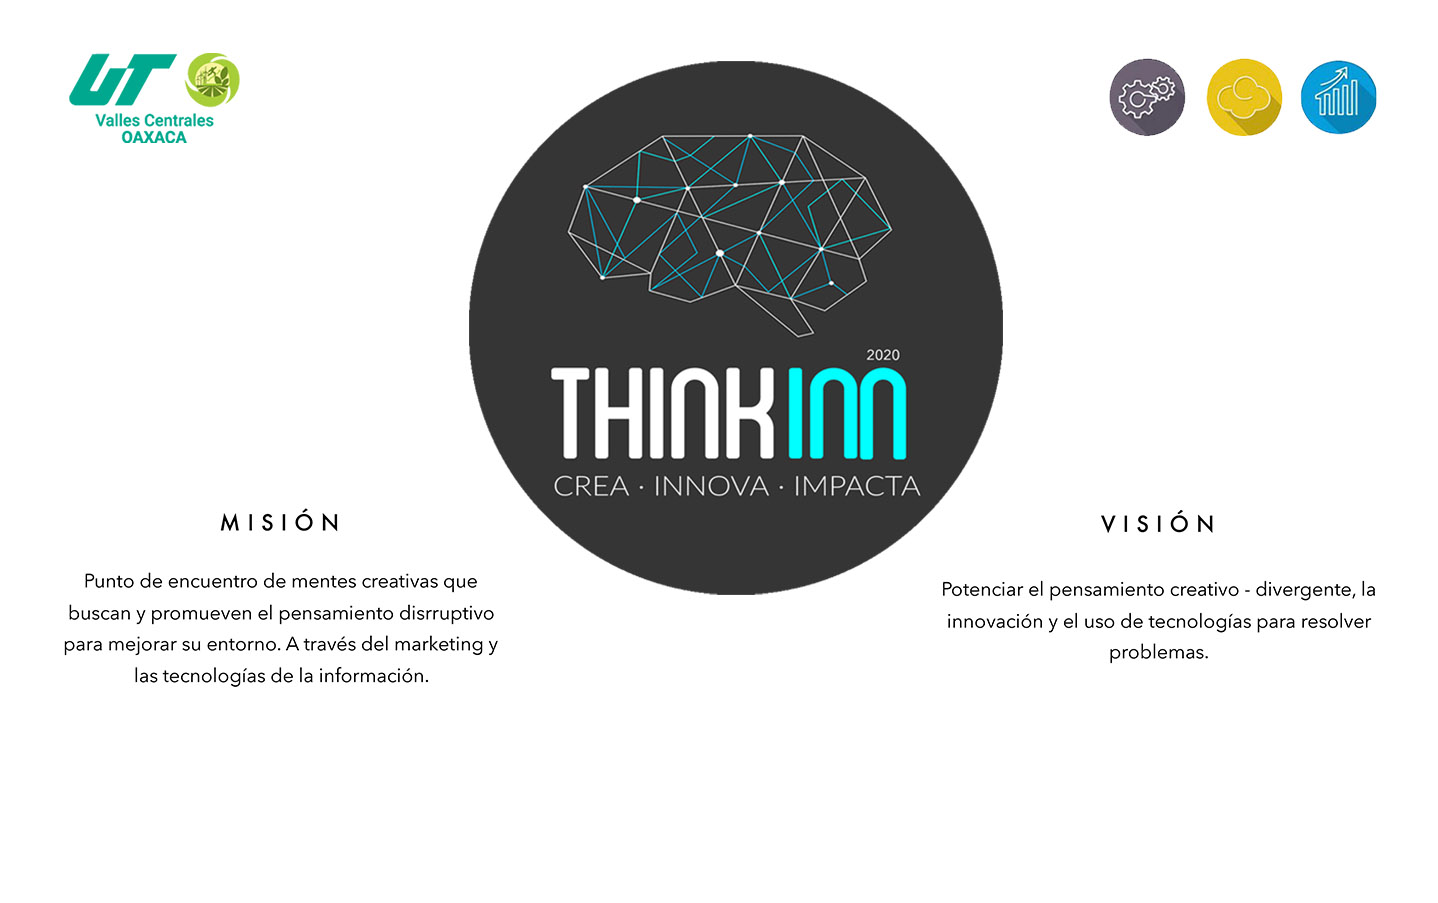 UT
Valles Centrales
OAXACA
2020
THINKINN
CREA · INNOVA · IMPACTA
MISIÓN
Punto de encuentro de mentes creativas que
buscan y promueven el pensamiento disrruptivo
para mejorar su entorno. A través del marketing y
las tecnologías de la información.
VISIÓN
Potenciar el pensamiento creativo - divergente, la
innovación y el uso de tecnologías para resolver
problemas.